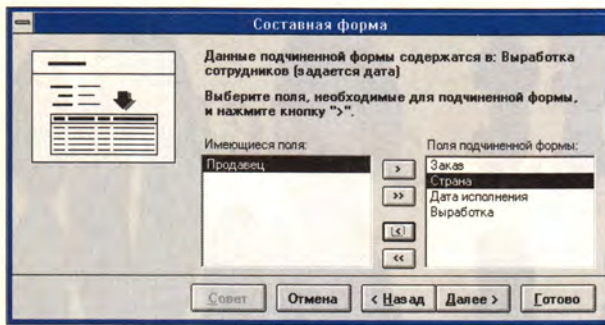 Составная форма
Данные подчиненной формы содержатся в: Выработка
сотрудников (задается дата)
Выберите поля, необходимые для подчиненной формы,
и нажмите кнопку ">".
Имеющиеся поля:
Поля подчиненной формы:
Продавец
Заказ
Страна
Дата исполнения
Выработка
>
>>
<
<<
Совет
Отмена
< Назад
Далее >
Готово